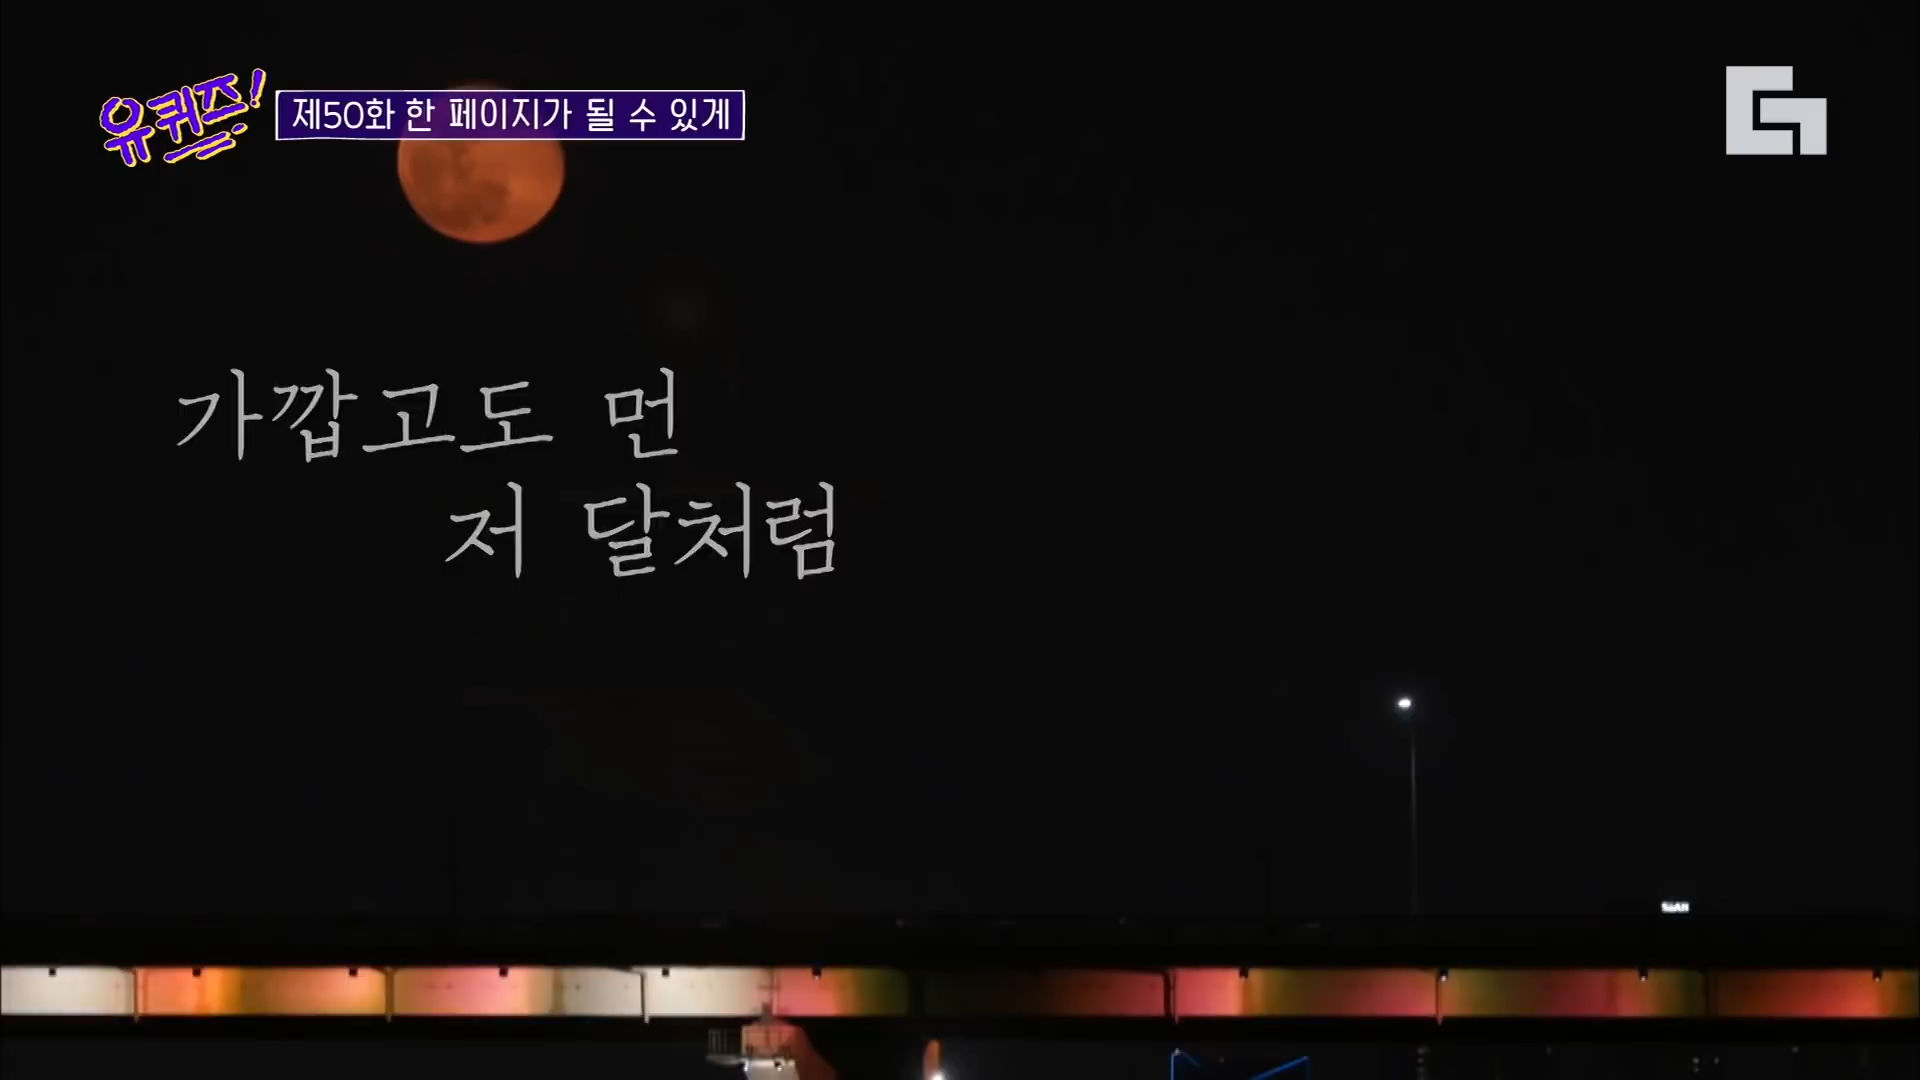 유퀴즈!
제50화 한 페이지가 될 수 있게
가깝고도 먼
저 달처럼